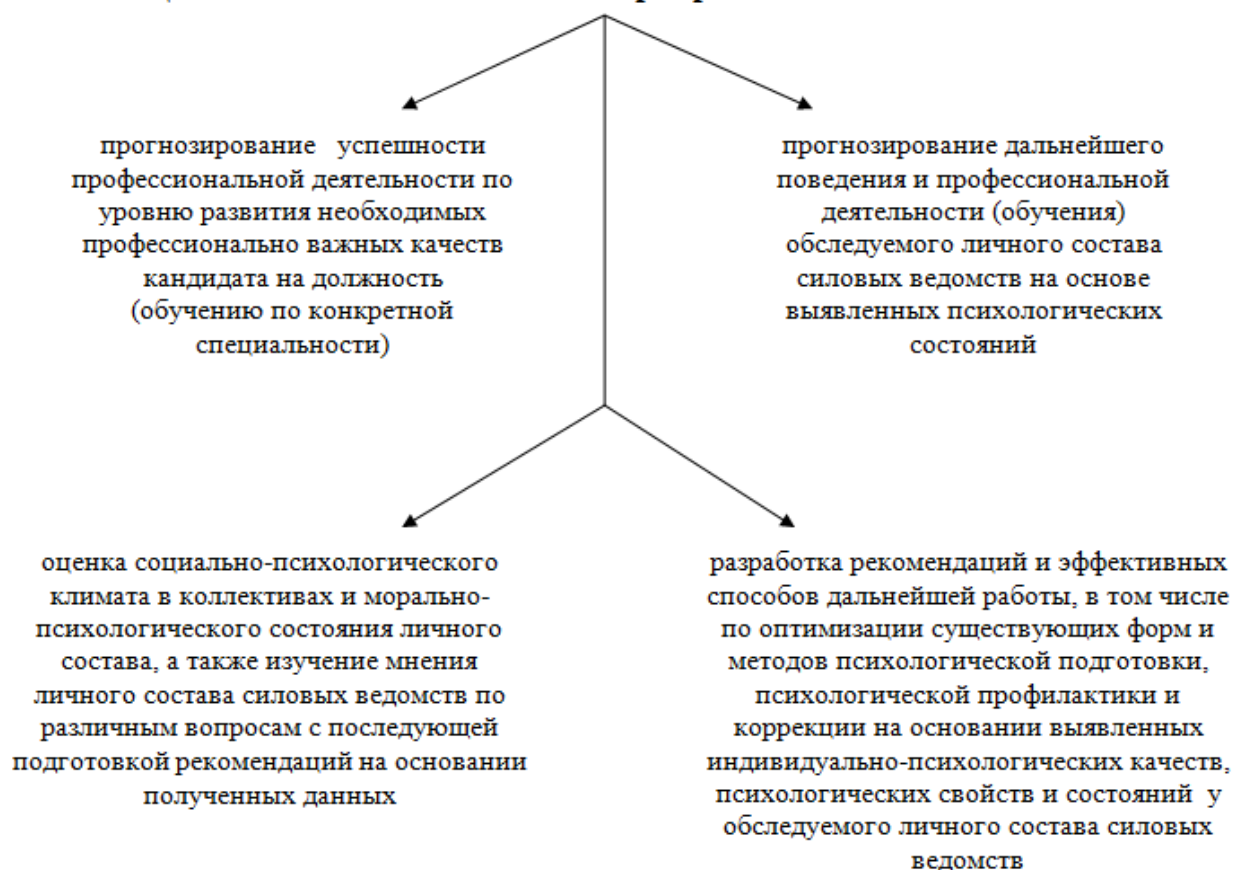 прогнозирование успешности
профессиональной деятельности по
уровню развития необходимых
профессионально важных качеств
кандидата на должность
(обучению по конкретной
специальности)
прогнозирование дальнейшего
поведения и профессиональной
деятельности (обучения)
обследуемого личного состава
силовых ведомств на основе
выявленных психологических
состояний
оценка социально-психологического
климата в коллективах и морально-
психологического состояния личного
состава, а также изучение мнения
личного состава силовых ведомств по
различным вопросам с последующей
подготовкой рекомендаций на основании
полученных данных
разработка рекомендаций и эффективных
способов дальнейшей работы, в том числе
по оптимизации существующих форм и
методов психологической подготовки,
психологической профилактики и
коррекции на основании выявленных
индивидуально-психологических качеств,
психологических свойств и состояний у
обследуемого личного состава силовых
ведомств